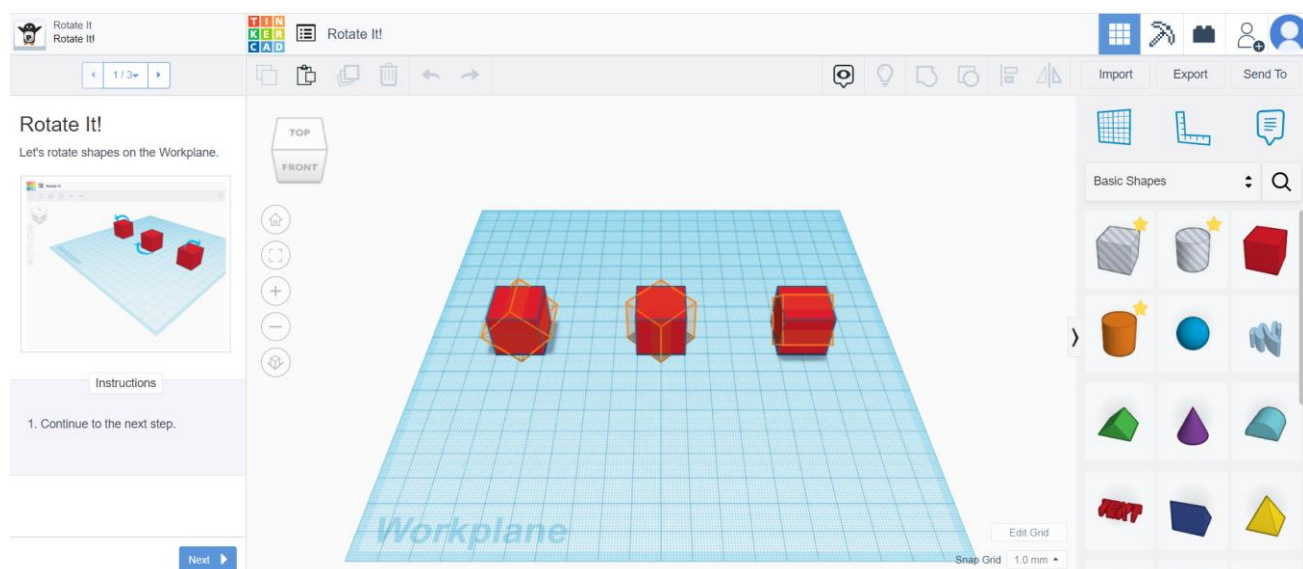 Rotate It
Rotate It!
TIN
KER
CAD
Rotate It!
1 / 3
Import
Export
Send To
Rotate It!
Let's rotate shapes on the Workplane.
TOP
FRONT
Basic Shapes
Instructions
1. Continue to the next step.
TEXT
Workplane
Edit Grid
Next
Snap Grid
1.0 mm